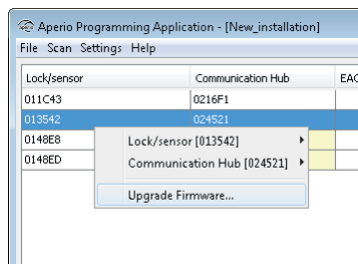 Aperio Programming Application - [New_installation]
File Scan Settings Help
Lock/sensor Communication Hub EAC
011C43 0216F1
013542 024521
0148E8
0148ED
Lock/sensor [013542]
Communication Hub [024521]
Upgrade Firmware...